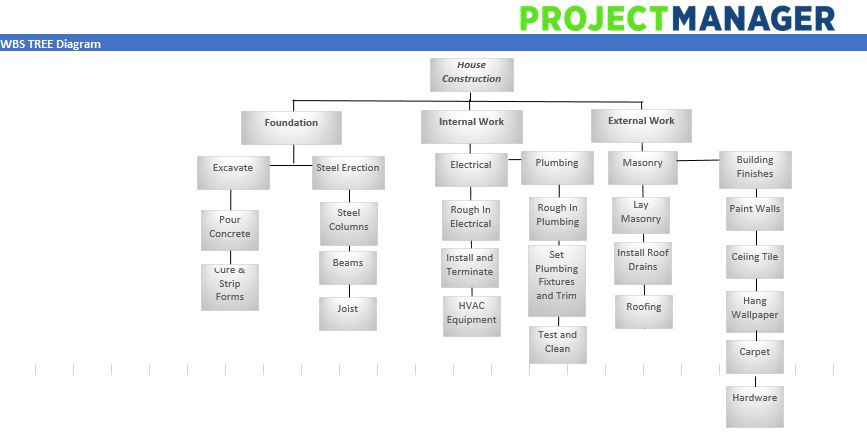 PROJECTMANAGER
WBS TREE Diagram
House
Construction
Foundation
Internal Work
External Work
Excavate
Steel Erection
Electrical
Plumbing
Masonry
Building
Finishes
Pour
Concrete
Steel
Columns
Rough In
Electrical
Rough In
Plumbing
Lay
Masonry
Paint Walls
Cure &
Strip
Forms
Beams
Install and
Terminate
Set
Plumbing
Fixtures
and Trim
Install Roof
Drains
Ceiing Tile
Joist
HVAC
Equipment
Test and
Clean
Roofing
Hang
Wallpaper
Carpet
Hardware